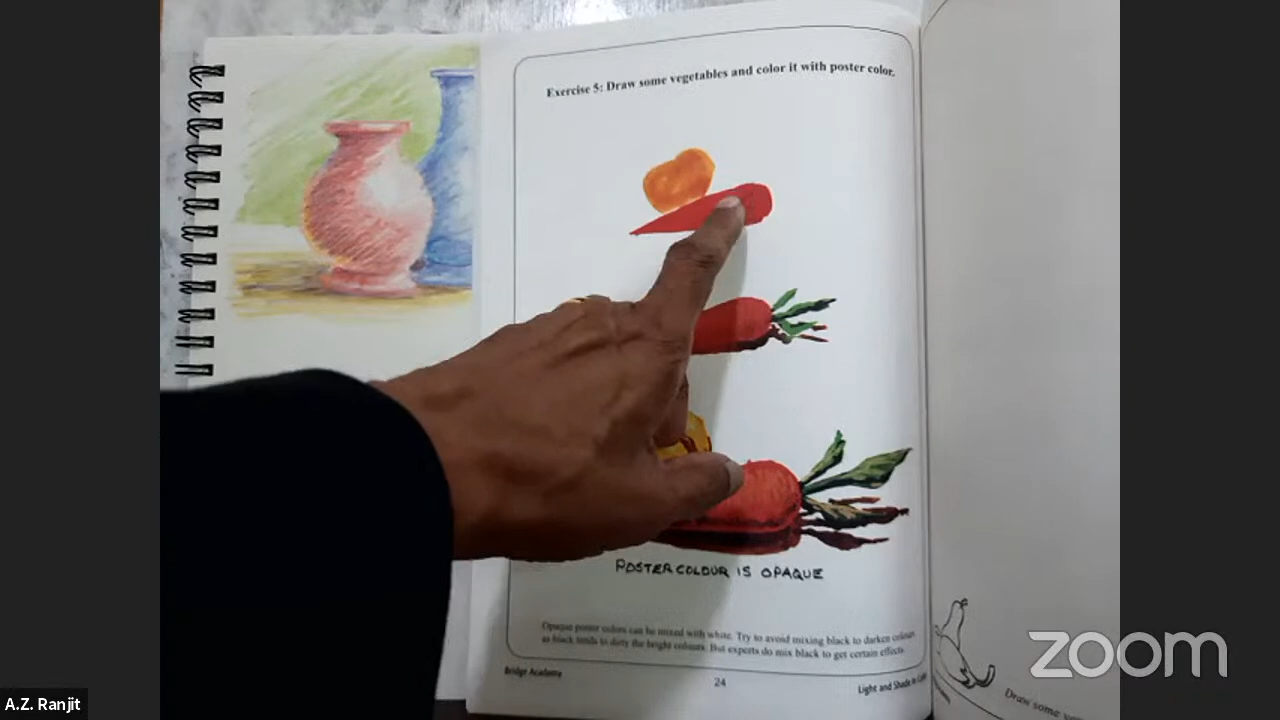 Exercise 5: Draw some vegetables and color it with poster color.
POSTER COLOUR IS OPAQUE
Opaque poster colors can be mixed with white. Try to avoid mixing black to darken colours
as black tends to dirty the bright colours. But experts do mix black to get certain effects
Bridge Academy
24
Light and Shade in
Draw some
zoom
A.Z. Ranjit